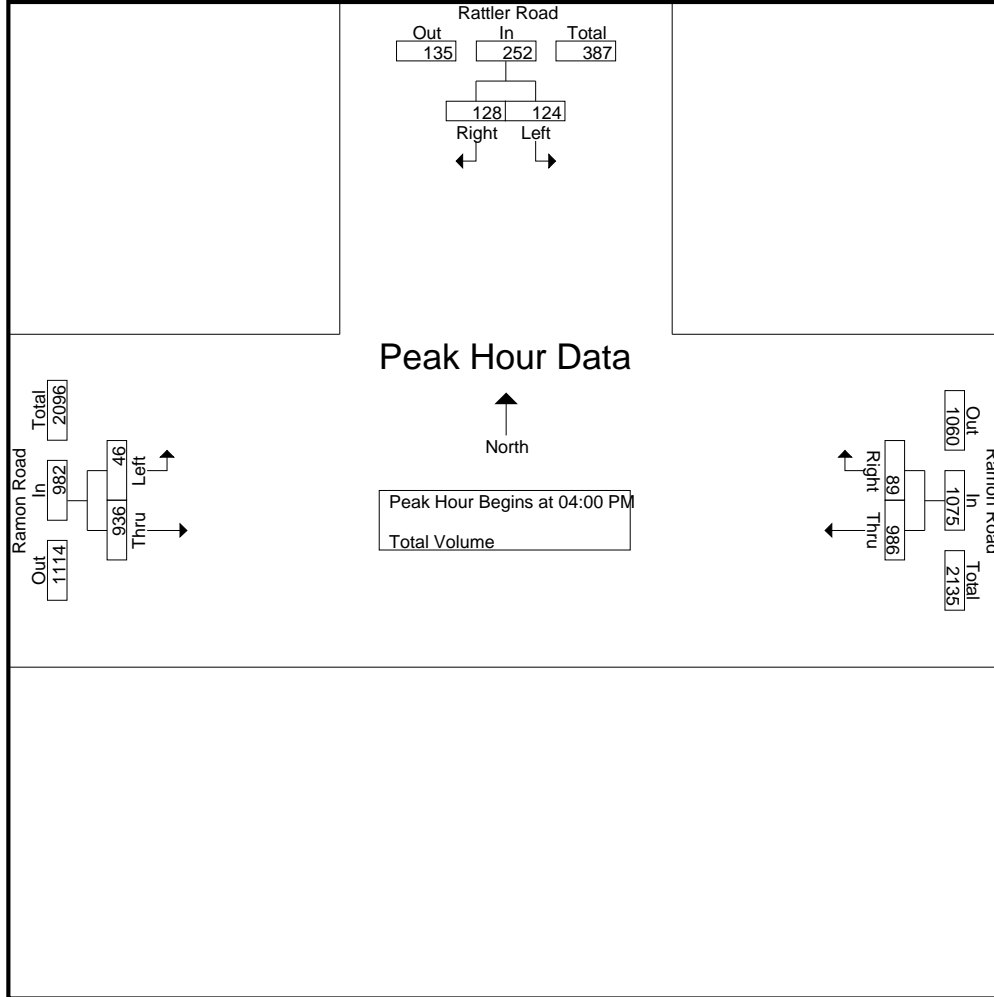 Rattler Road
Out In Total
135 252 387
128 124
Right Left
Peak Hour Data
North
Peak Hour Begins at 04:00 PM
Total Volume
Ramon Road
Total In Out
2096 982 1114
46 936
Left Thru
Ramon Road
Out In Total
1060 1075 2135
89 986
Right Thru